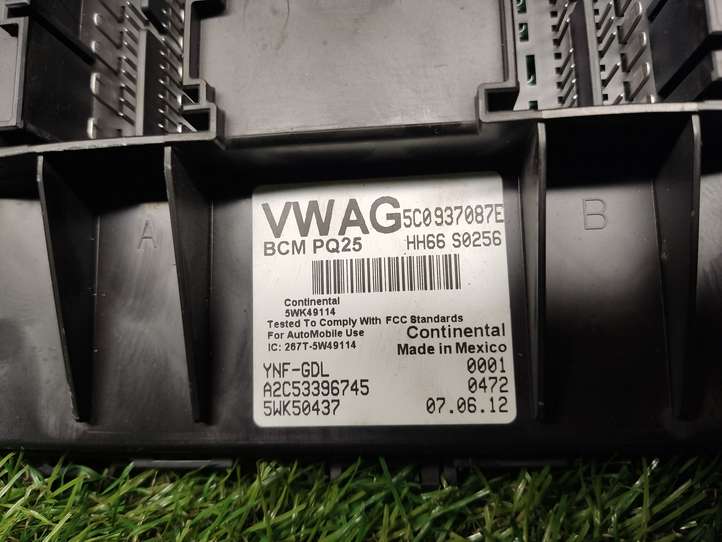 A
B
VWAG 5C0937087E
BCM PQ25 HH66 S0256
Continental
5WK49114
Tested To Comply With FCC Standards
For AutoMobile Use
IC: 267T-5W49114
Continental
Made in Mexico
YNF-GDL 0001
A2C53396745 0472
5WK50437 07.06.12